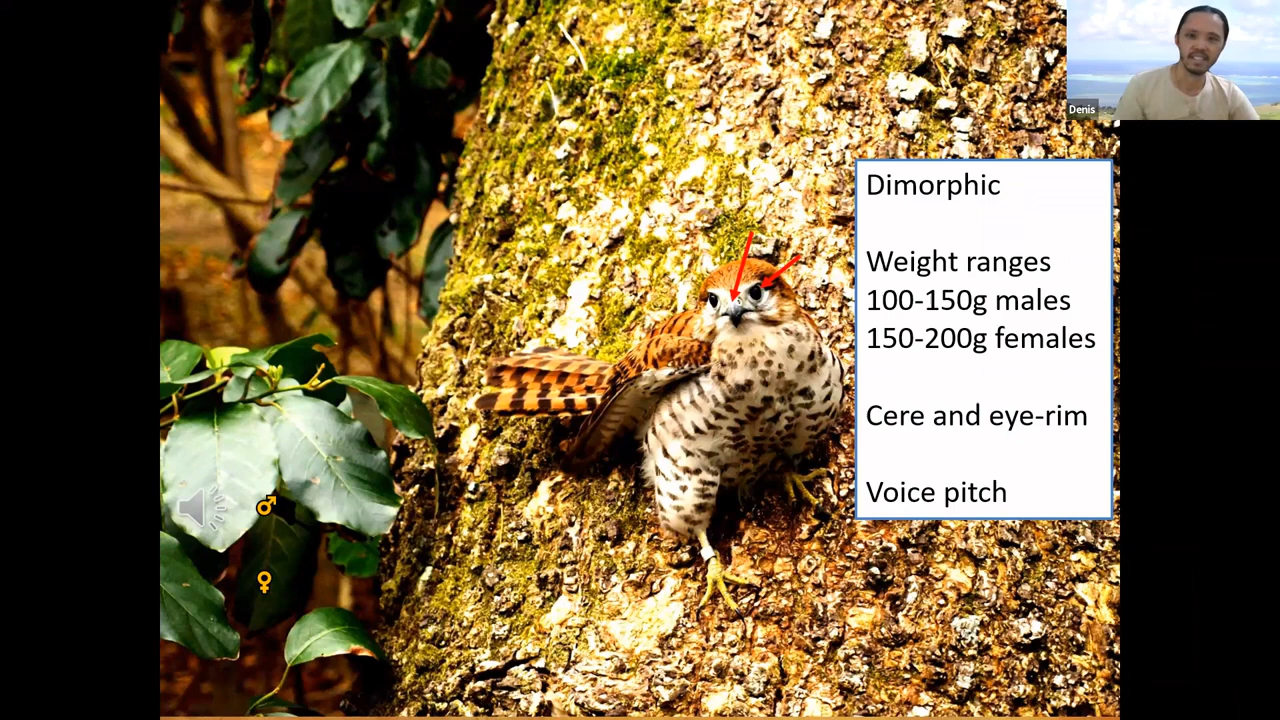 Denis
Dimorphic
Weight ranges
100-150g males
150-200g females
Cere and eye-rim
Voice pitch
♂
♀